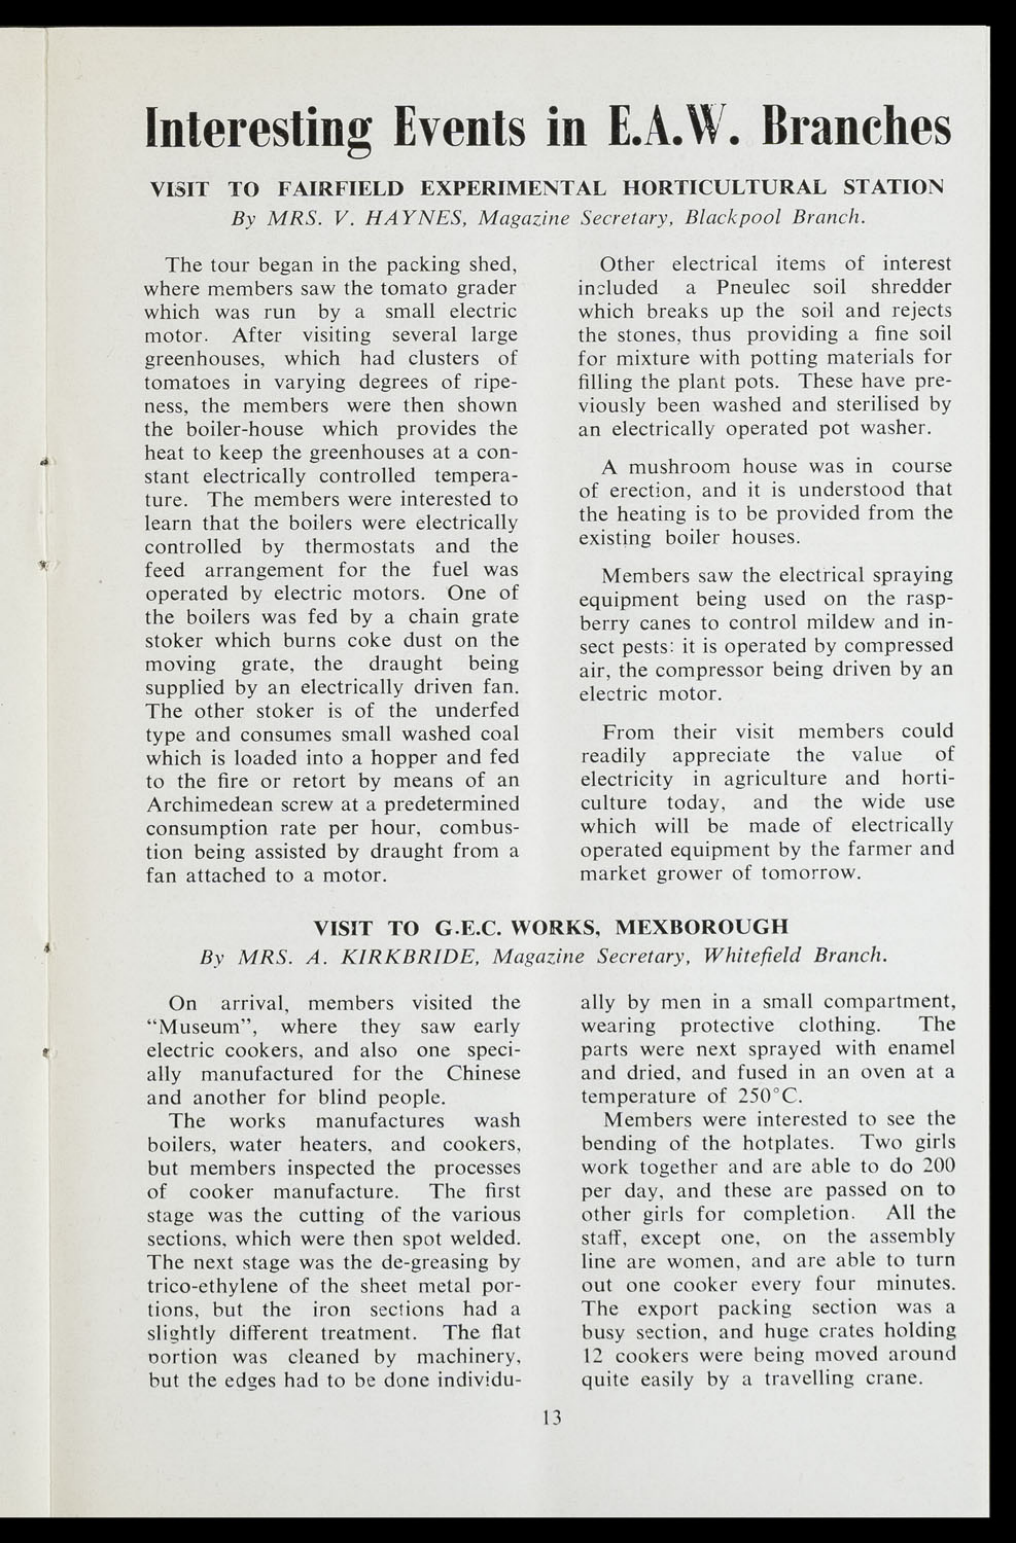 Interesting Events in E.A.W. Branches
VISIT TO FAIRFIELD EXPERIMENTAL HORTICULTURAL STATION
By MRS. V. HAYNES, Magazine Secretary, Blackpool Branch.
The tour began in the packing shed,
where members saw the tomato grader
which was run by a small electric
motor. After visiting several large
greenhouses, which had clusters of
tomatoes in varying degrees of ripe-
ness, the members were then shown
the boiler-house which provides the
heat to keep the greenhouses at a con-
stant electrically controlled tempera-
ture. The members were interested to
learn that the boilers were electrically
controlled by thermostats and the
feed arrangement for the fuel was
operated by electric motors. One of
the boilers was fed by a chain grate
stoker which burns coke dust on the
moving grate, the draught being
supplied by an electrically driven fan.
The other stoker is of the underfed
type and consumes small washed coal
which is loaded into a hopper and fed
to the fire or retort by means of an
Archimedean screw at a predetermined
consumption rate per hour, combus-
tion being assisted by draught from a
fan attached to a motor.
Other electrical items of interest
included a Pneulec soil shredder
which breaks up the soil and rejects
the stones, thus providing a fine soil
for mixture with potting materials for
filling the plant pots. These have pre-
viously been washed and sterilised by
an electrically operated pot washer.
A mushroom house was in course
of erection, and it is understood that
the heating is to be provided from the
existing boiler houses.
Members saw the electrical spraying
equipment being used on the rasp-
berry canes to control mildew and in-
sect pests: it is operated by compressed
air, the compressor being driven by an
electric motor.
From their visit members could
readily appreciate the value of
electricity in agriculture and horti-
culture today, and the wide use
which will be made of electrically
operated equipment by the farmer and
market grower of tomorrow.
VISIT TO G.E.C. WORKS, MEXBOROUGH
By MRS. A. KIRKBRIDE, Magazine Secretary, Whitefield Branch.
On arrival, members visited the
“Museum”, where they saw early
electric cookers, and also one speci-
ally manufactured for the Chinese
and another for blind people.
The works manufactures wash
boilers, water heaters, and cookers,
but members inspected the processes
of cooker manufacture. The first
stage was the cutting of the various
sections, which were then spot welded.
The next stage was the de-greasing by
trico-ethylene of the sheet metal por-
tions, but the iron sections had a
slightly different treatment. The flat
portion was cleaned by machinery,
but the edges had to be done individu-
ally by men in a small compartment,
wearing protective clothing. The
parts were next sprayed with enamel
and dried, and fused in an oven at a
temperature of 250°C.
Members were interested to see the
bending of the hotplates. Two girls
work together and are able to do 200
per day, and these are passed on to
other girls for completion. All the
staff, except one, on the assembly
line are women, and are able to turn
out one cooker every four minutes.
The export packing section was a
busy section, and huge crates holding
12 cookers were being moved around
quite easily by a travelling crane.
13